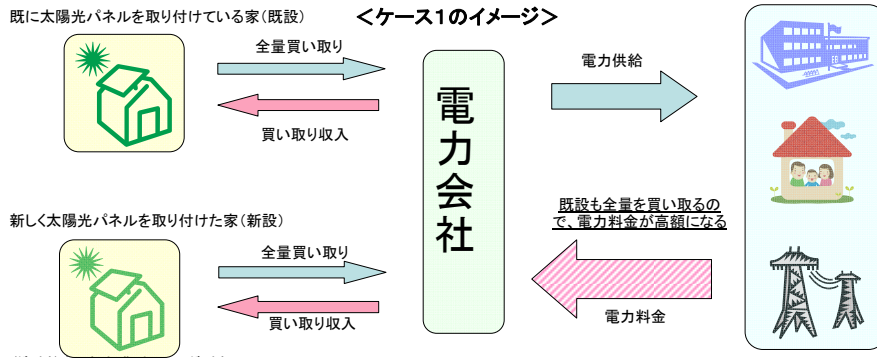 既に太陽光パネルを取り付けている家(既設)
<ケース1のイメージ>
全量買い取り
買い取り収入
電力会社
電力供給
既設も全量を買い取るの
で、電力料金が高額になる
新しく太陽光パネルを取り付けた家(新設)
全量買い取り
買い取り収入
電力料金